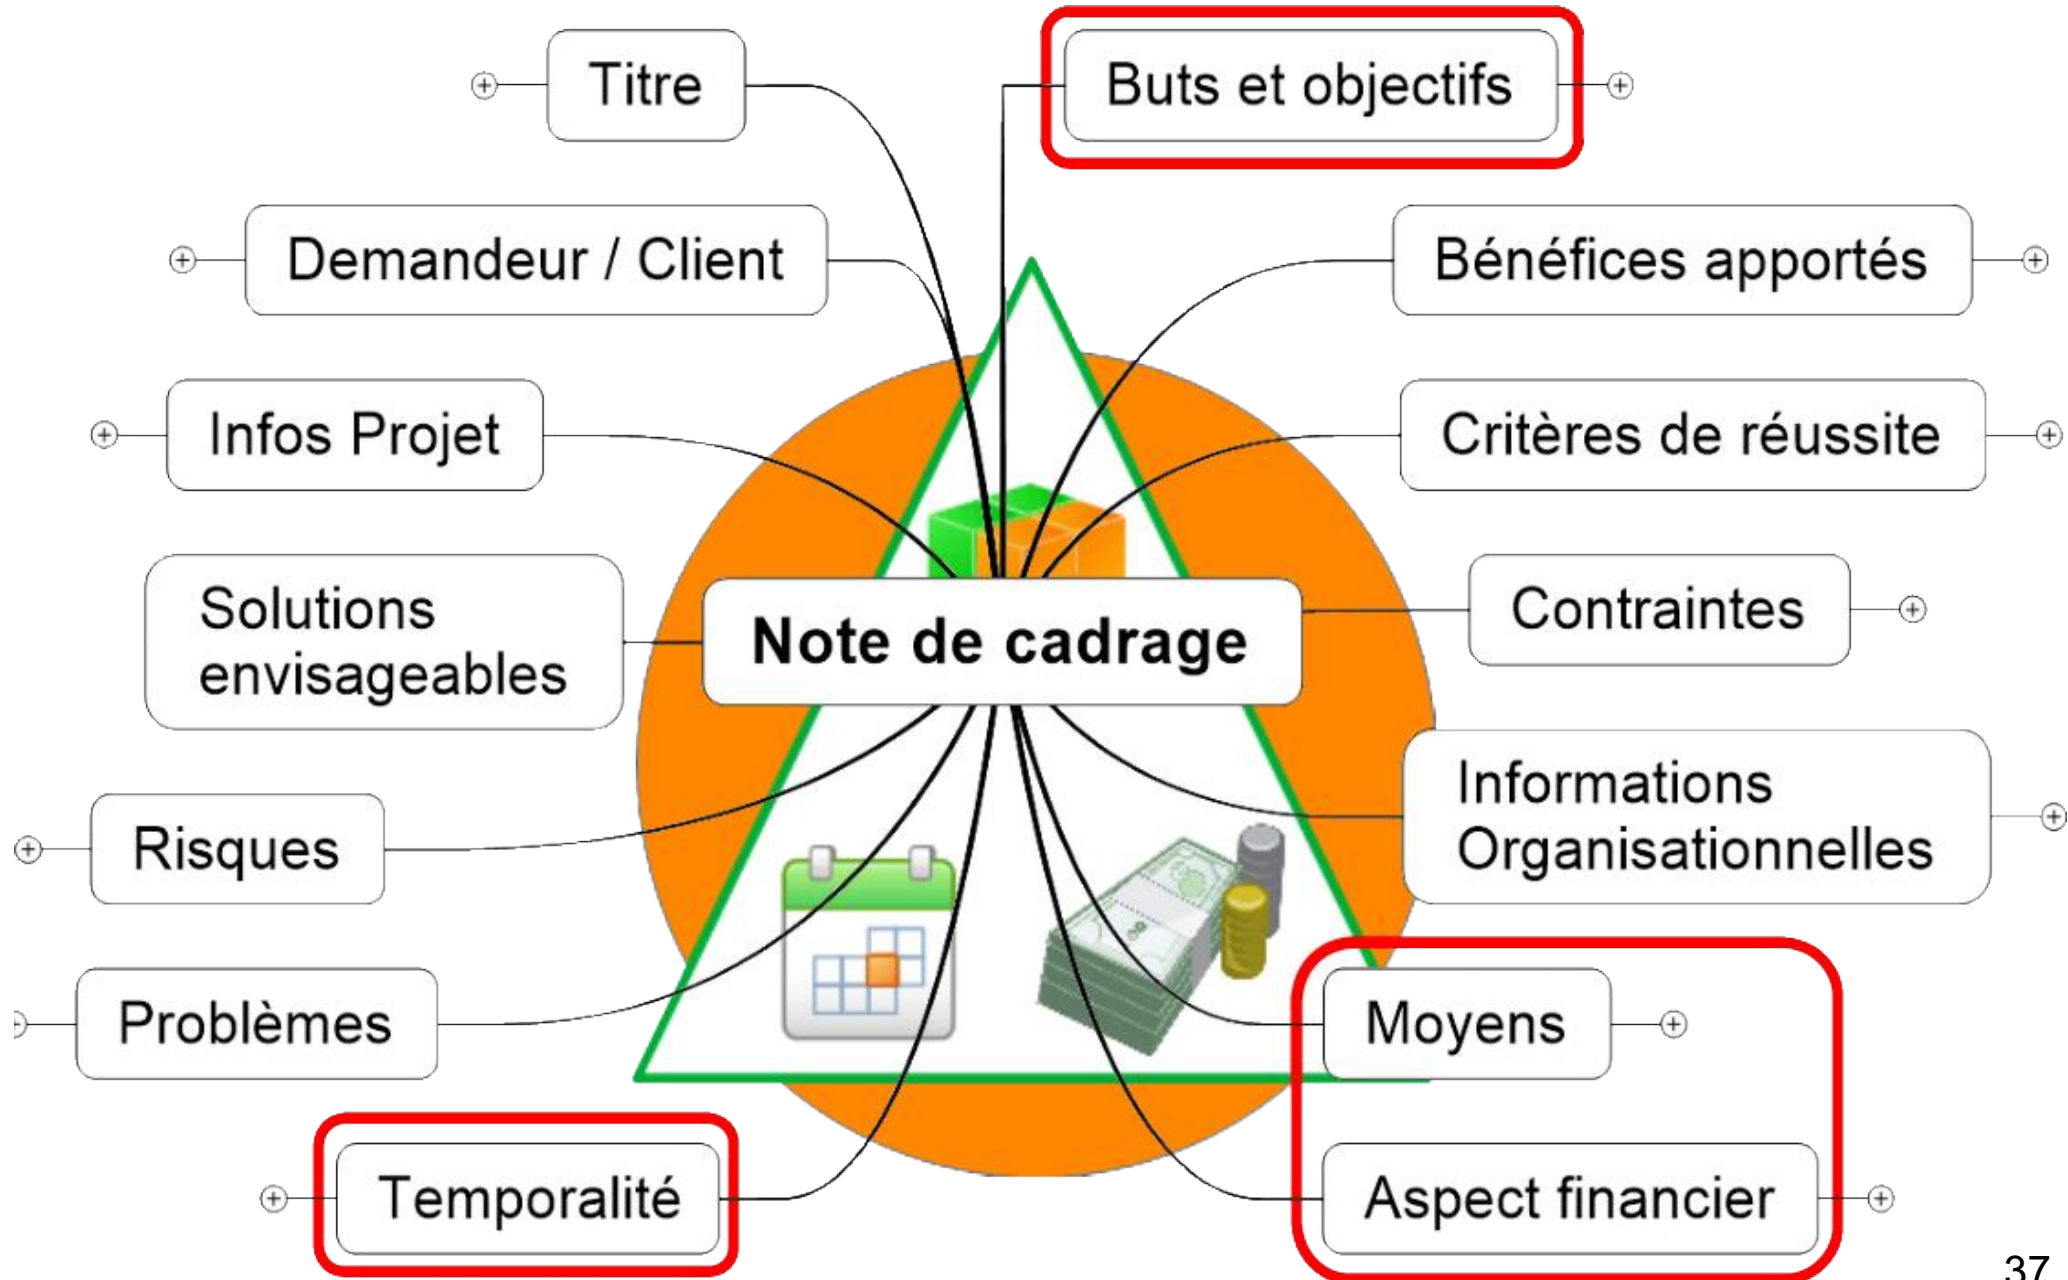 Titre
Buts et objectifs
Demandeur / Client
Bénéfices apportés
Infos Projet
Critères de réussite
Solutions
envisageables
Note de cadrage
Contraintes
Informations
Organisationnelles
Risques
Problèmes
Moyens
Temporalité
Aspect financier
37